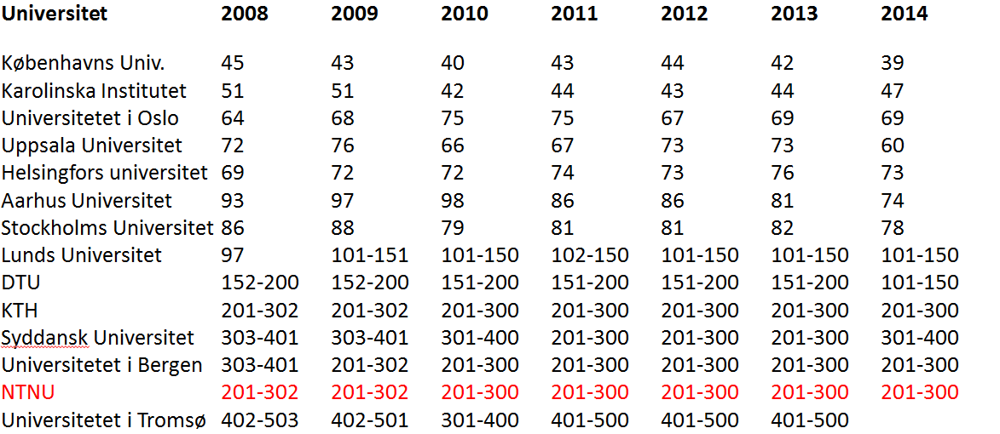 Universitet 2008 2009 2010 2011 2012 2013 2014
Københavns Univ. 45 43 40 43 44 42 39
Karolinska Institutet 51 51 42 44 43 44 47
Universitetet i Oslo 64 68 75 75 67 69 69
Uppsala Universitet 72 76 66 67 73 73 60
Helsingfors universitet 69 72 72 74 73 76 73
Aarhus Universitet 93 97 98 86 86 81 74
Stockholms Universitet 86 88 79 81 81 82 78
Lunds Universitet 97 101-151 101-150 102-150 101-150 101-150 101-150
DTU 152-200 152-200 151-200 151-200 151-200 151-200 101-150
KTH 201-302 201-302 201-300 201-300 201-300 201-300 201-300
Syddansk Universitet 303-401 303-401 301-400 201-300 201-300 201-300 301-400
Universitetet i Bergen 303-401 201-302 201-300 201-300 201-300 201-300 201-300
NTNU 201-302 201-302 201-300 201-300 201-300 201-300 201-300
Universitetet i Tromsø 402-503 402-501 301-400 401-500 401-500 401-500